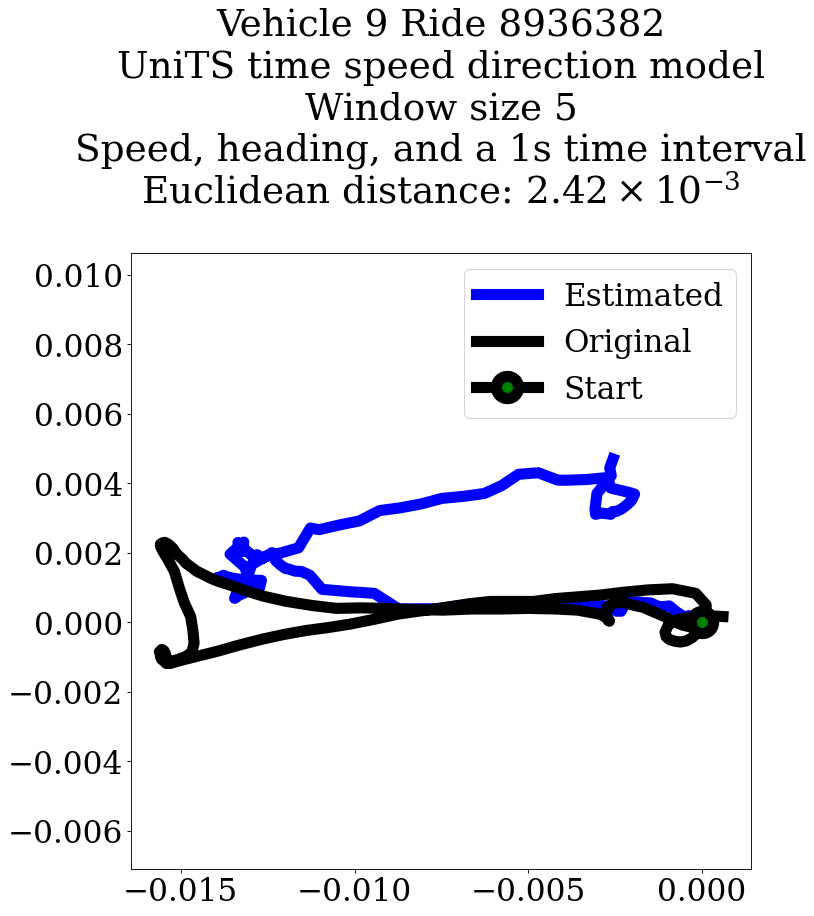 Vehicle 9 Ride 8936382
UniTS time speed direction model
Window size 5
Speed, heading, and a 1s time interval
Euclidean distance: 2.42 × 10⁻³
Estimated
Original
Start
0.010
0.008
0.006
0.004
0.002
0.000
−0.002
−0.004
−0.006
−0.015 −0.010 −0.005 0.000